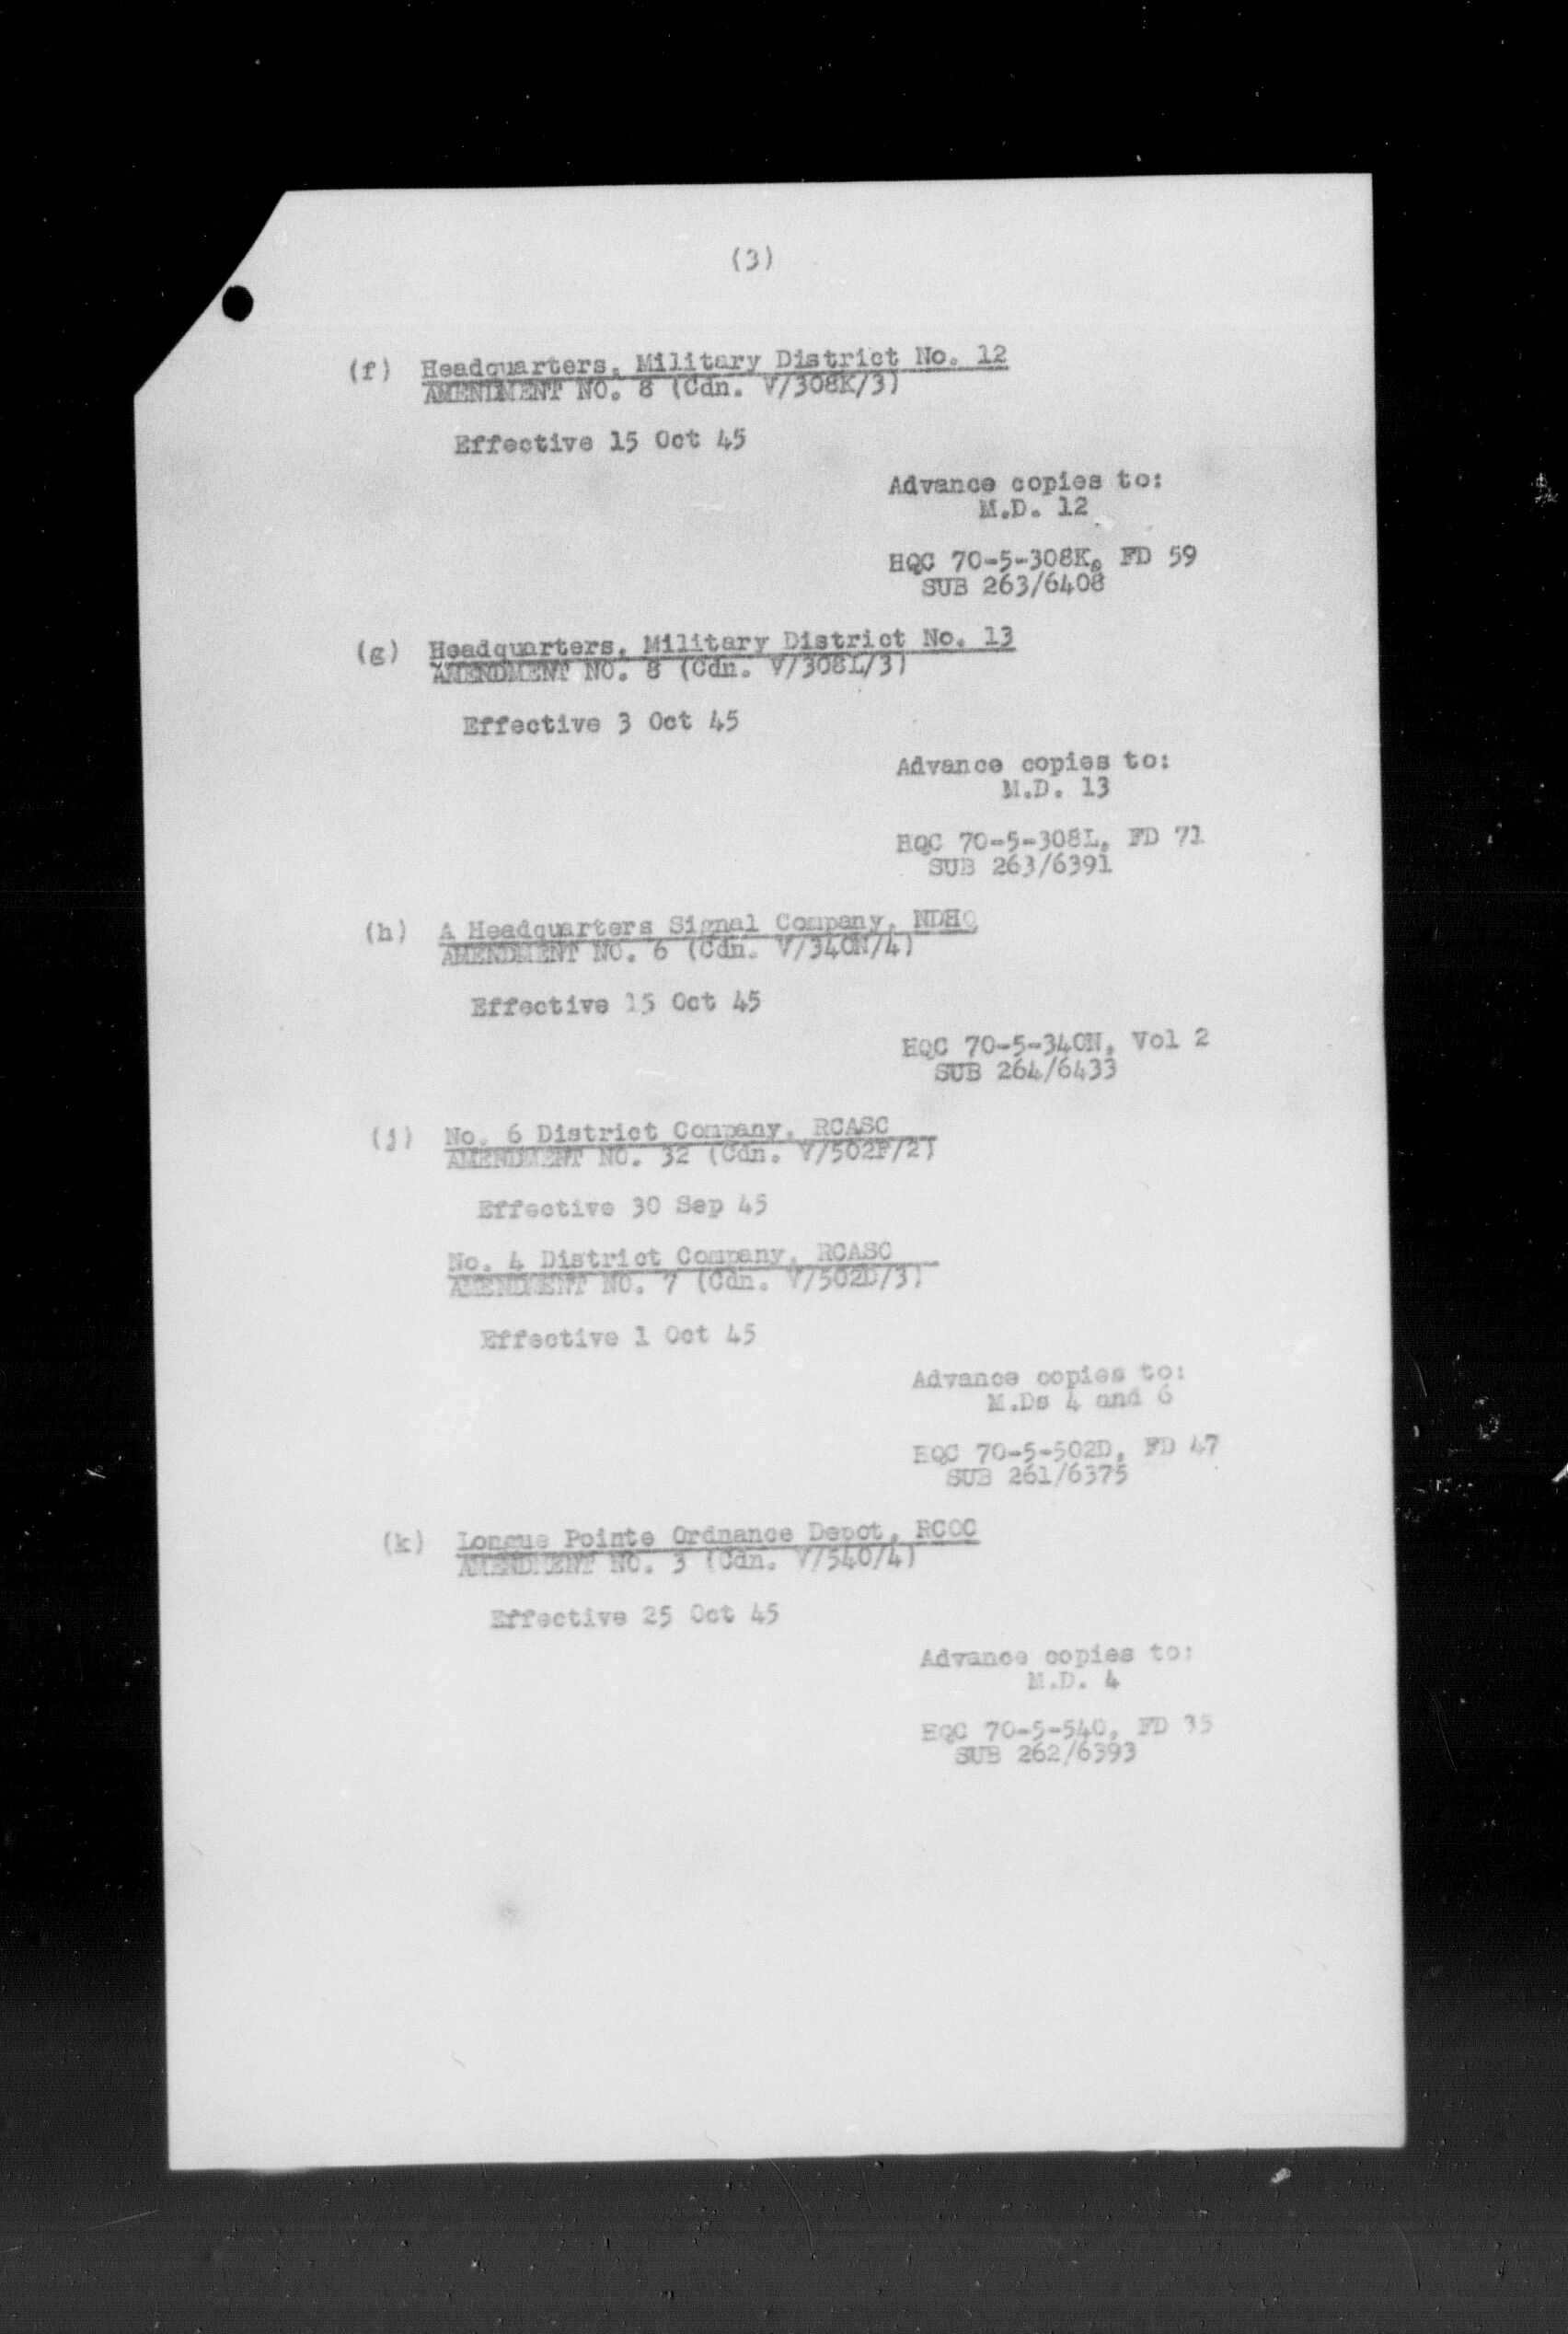 (3)
(f) Headquarters, Military District No. 12
AMENDMENT NO. 8 (Cdn. V/308K/3)
Effective 15 Oct 45
Advance copies to:
M.D. 12
HQC 70-5-308K, FD 59
SUB 263/6408
(g) Headquarters, Military District No. 13
AMENDMENT NO. 8 (Cdn. V/308L/3)
Effective 3 Oct 45
Advance copies to:
M.D. 13
HQC 70-5-308L, FD 71
SUB 263/6391
(h) A Headquarters Signal Company, NDHQ
AMENDMENT NO. 6 (Cdn. V/340N/4)
Effective 15 Oct 45
HQC 70-5-340N, Vol 2
SUB 264/6433
(j) No. 6 District Company, RCASC
AMENDMENT NO. 32 (Cdn. V/502F/2)
Effective 30 Sep 45
No. 4 District Company, RCASC
AMENDMENT NO. 7 (Cdn. V/502D/3)
Effective 1 Oct 45
Advance copies to:
M.Ds 4 and 6
HQC 70-5-502D, FD 47
SUB 261/6375
(k) Longue Pointe Ordnance Depot, RCOC
AMENDMENT NO. 3 (Cdn. V/540/4)
Effective 25 Oct 45
Advance copies to:
M.D. 4
HQC 70-5-540, FD 35
SUB 262/6393